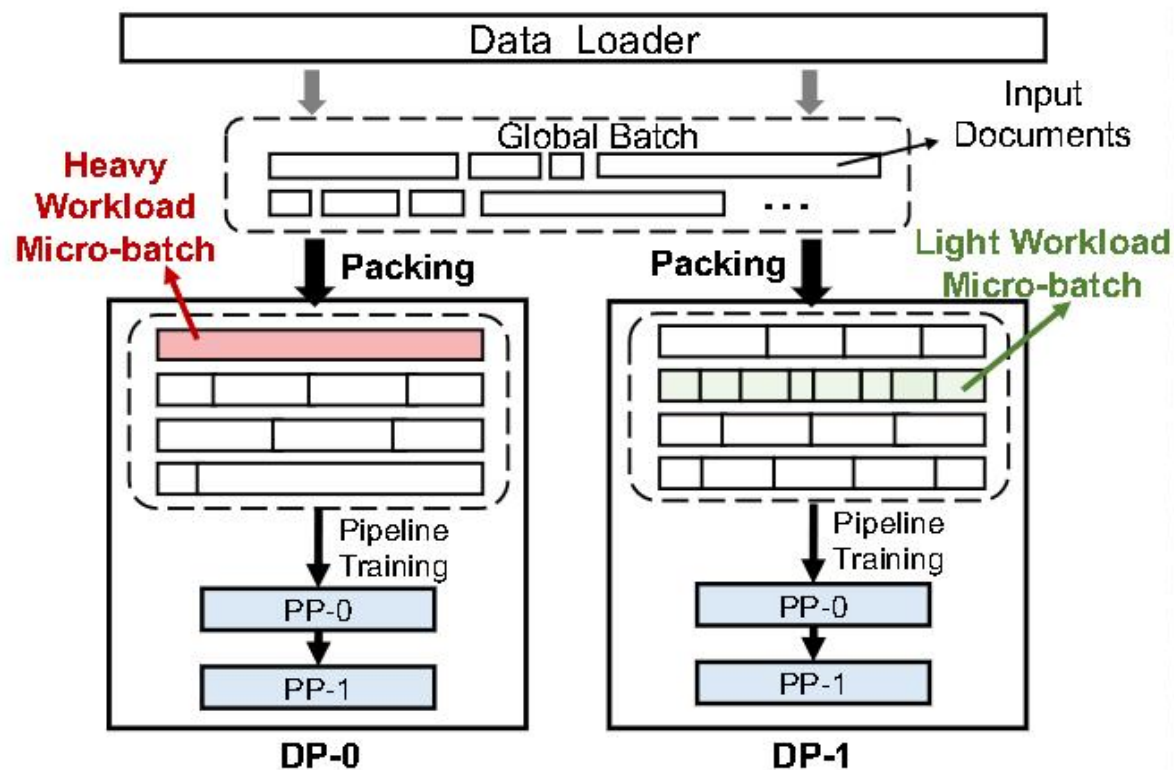 Data Loader
Input
Documents
Global Batch
...
Heavy
Workload
Micro-batch
Packing
Packing
Light Workload
Micro-batch
Pipeline
Training
Pipeline
Training
PP-0
PP-0
PP-1
PP-1
DP-0
DP-1